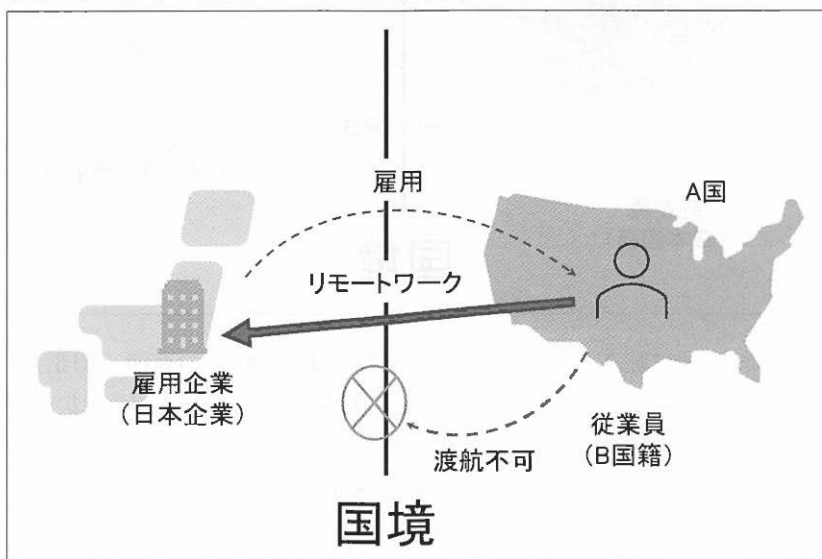 雇用
A国
リモートワーク
雇用企業
（日本企業）
従業員
（B国籍）
渡航不可
国境